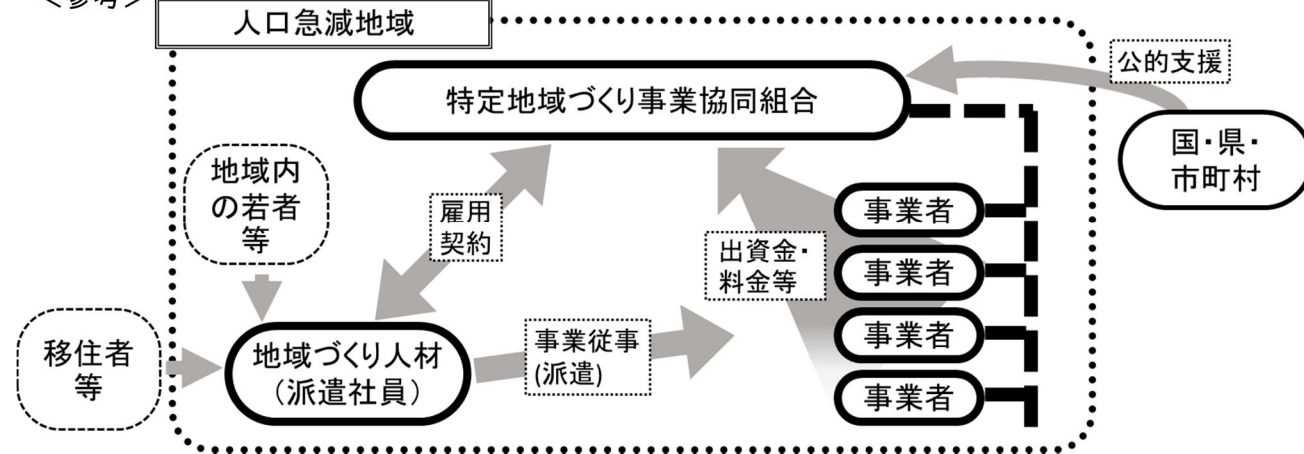 ＜参考＞
人口急減地域
特定地域づくり事業協同組合
公的支援
国・県・
市町村
地域内
の若者
等
雇用
契約
出資金・
料金等
事業者
事業者
事業者
事業者
移住者
等
地域づくり人材
（派遣社員）
事業従事
(派遣)